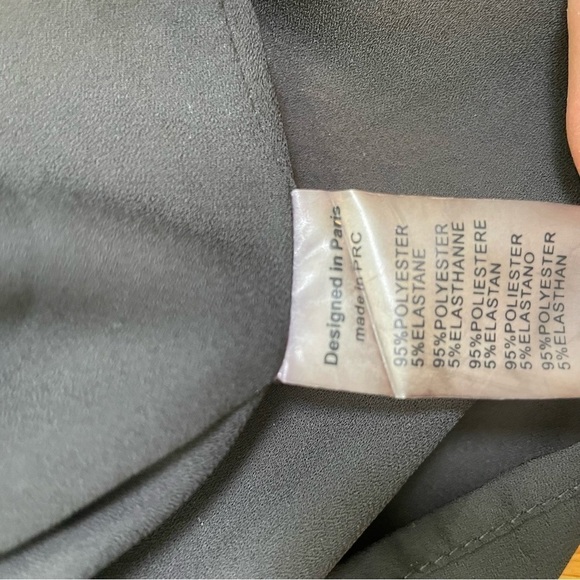 Designed in Paris
made in PRC
95%POLYESTER
5%ELASTANE
95%POLYESTER
5%ELASTHANNE
95%POLIESTERE
5%ELASTAN
95%POLIESTER
5%ELASTANO
95%POLYESTER
5%ELASTHAN